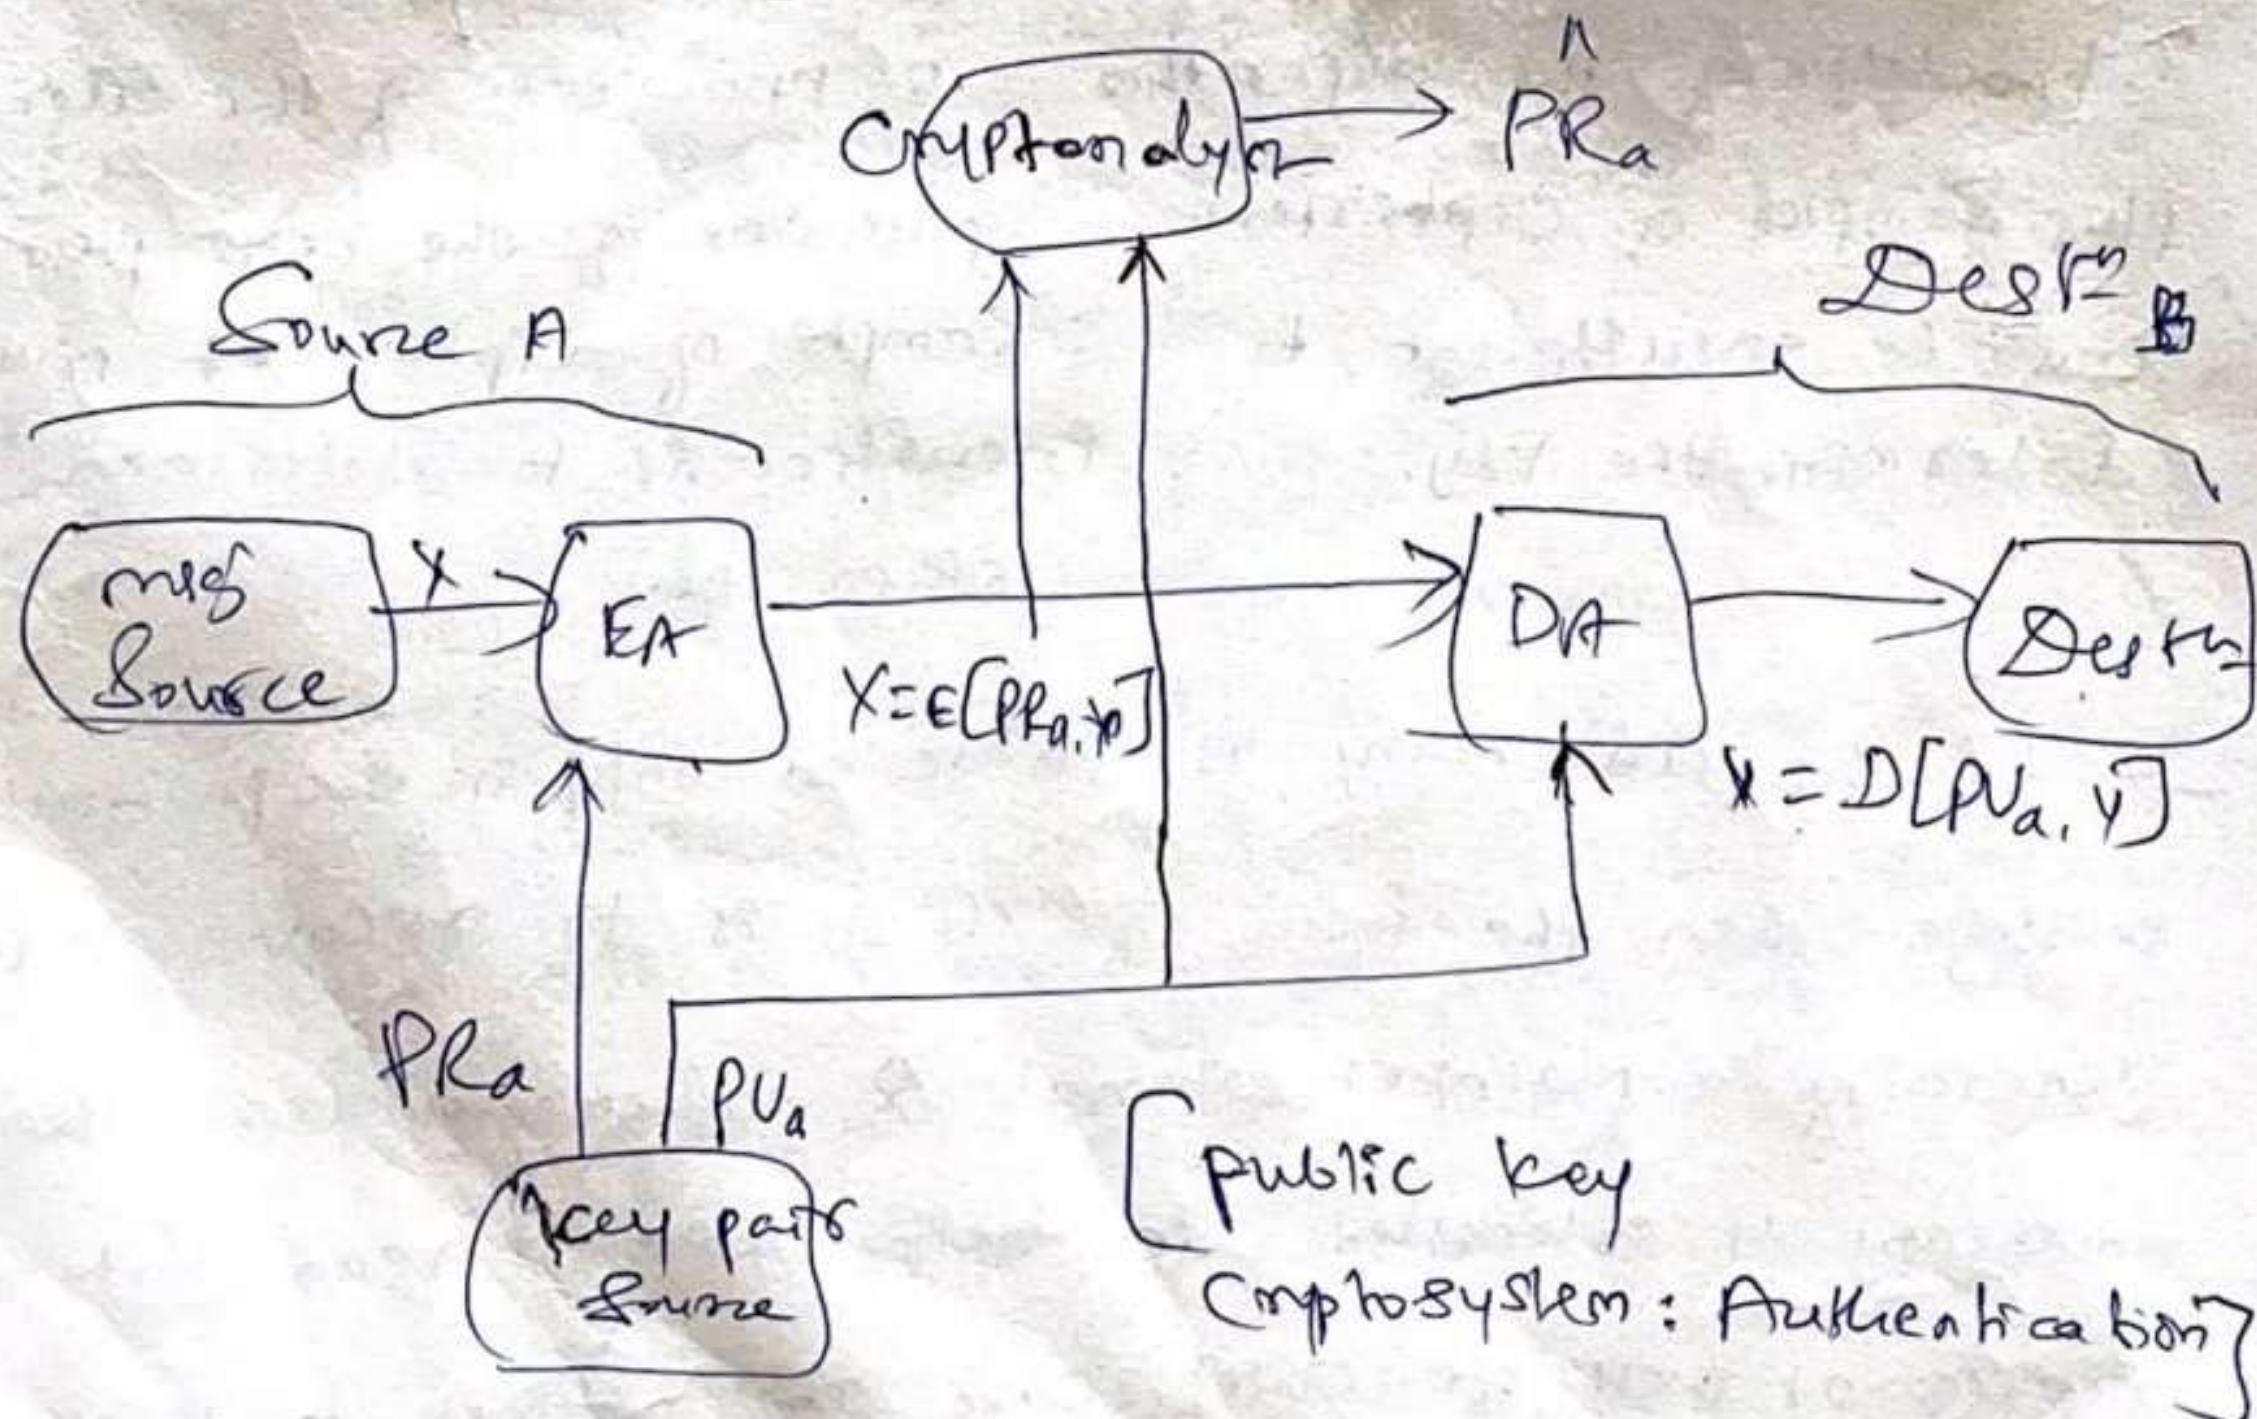 Cryptanalyst
^
PRa
Source A
Destn B
msg
Source
X
EA
DA
Destn
Y=E[PRa, X]
X = D[PUa, Y]
PRa
PUa
key pair
Source
[public key
Cryptosystem : Authentication]